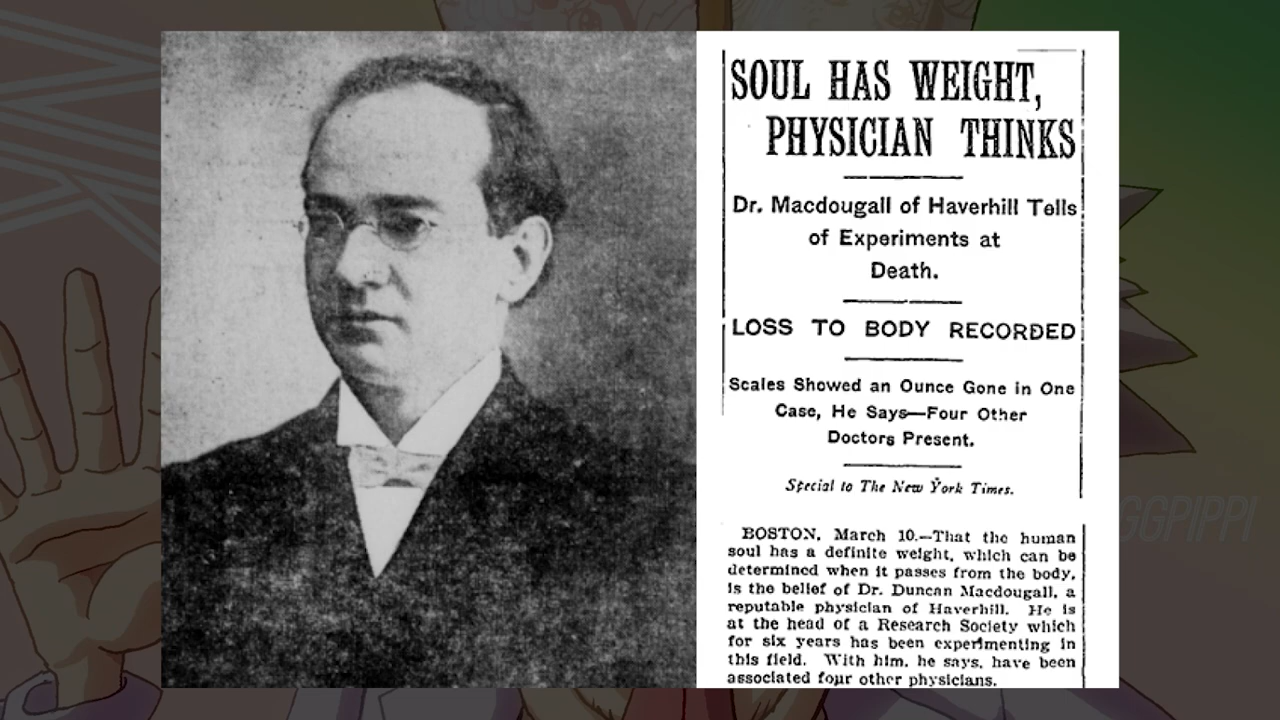 SOUL HAS WEIGHT,
PHYSICIAN THINKS
Dr. Macdougall of Haverhill Tells
of Experiments at
Death.
LOSS TO BODY RECORDED
Scales Showed an Ounce Gone in One
Case, He Says—Four Other
Doctors Present.
Special to The New York Times.
BOSTON, March 10.—That the human
soul has a definite weight, which can be
determined when it passes from the body,
is the belief of Dr. Duncan Macdougall, a
reputable physician of Haverhill. He is
at the head of a Research Society which
for six years has been experimenting in
this field. With him, he says, have been
associated four other physicians.
GGPIPPI